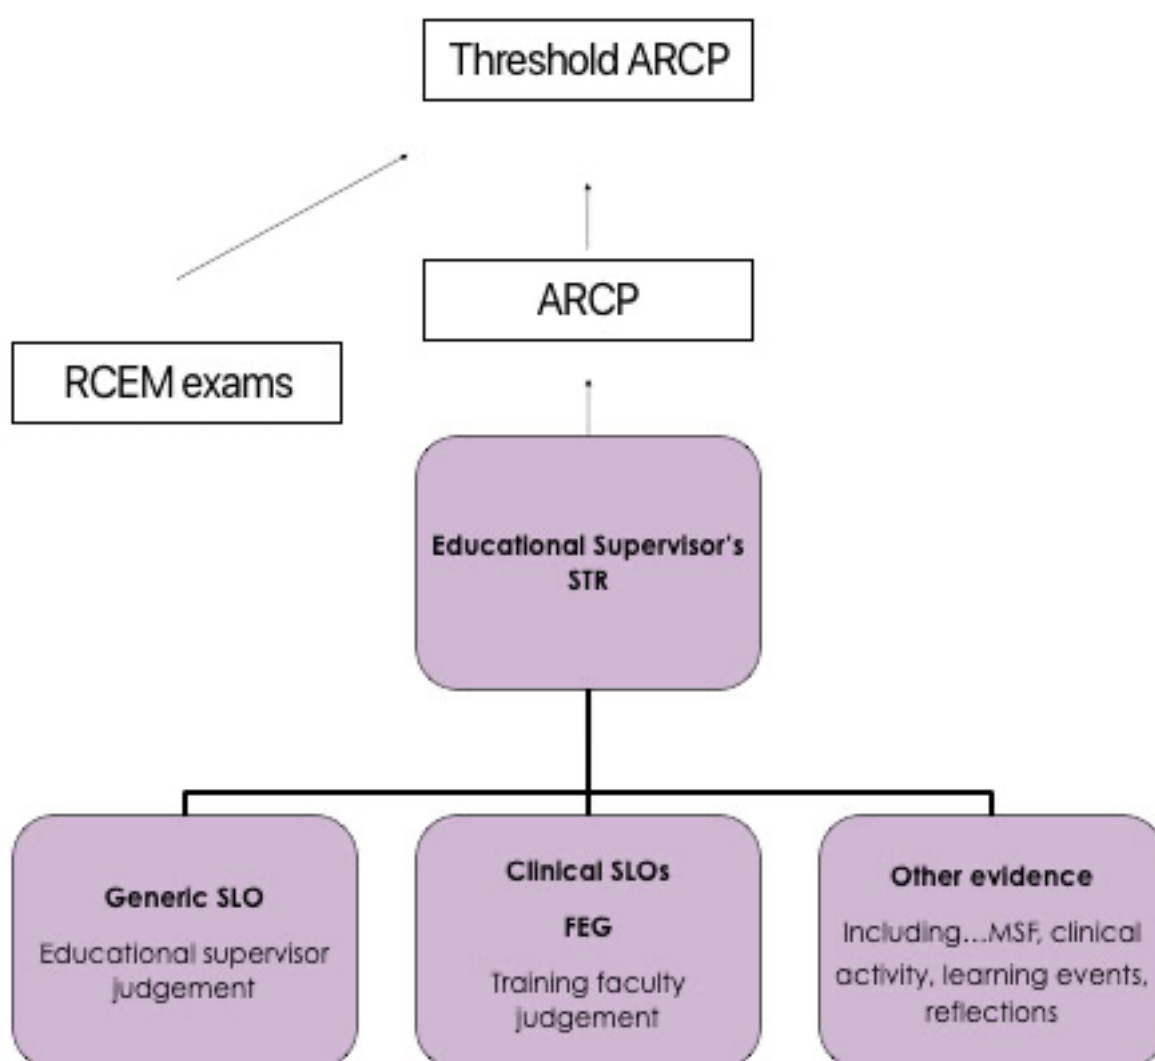 Threshold ARCP
ARCP
RCEM exams
Educational Supervisor's
STR
Generic SLO
Educational supervisor
judgement
Clinical SLOs
FEG
Training faculty
judgement
Other evidence
Including...MSF, clinical
activity, learning events,
reflections